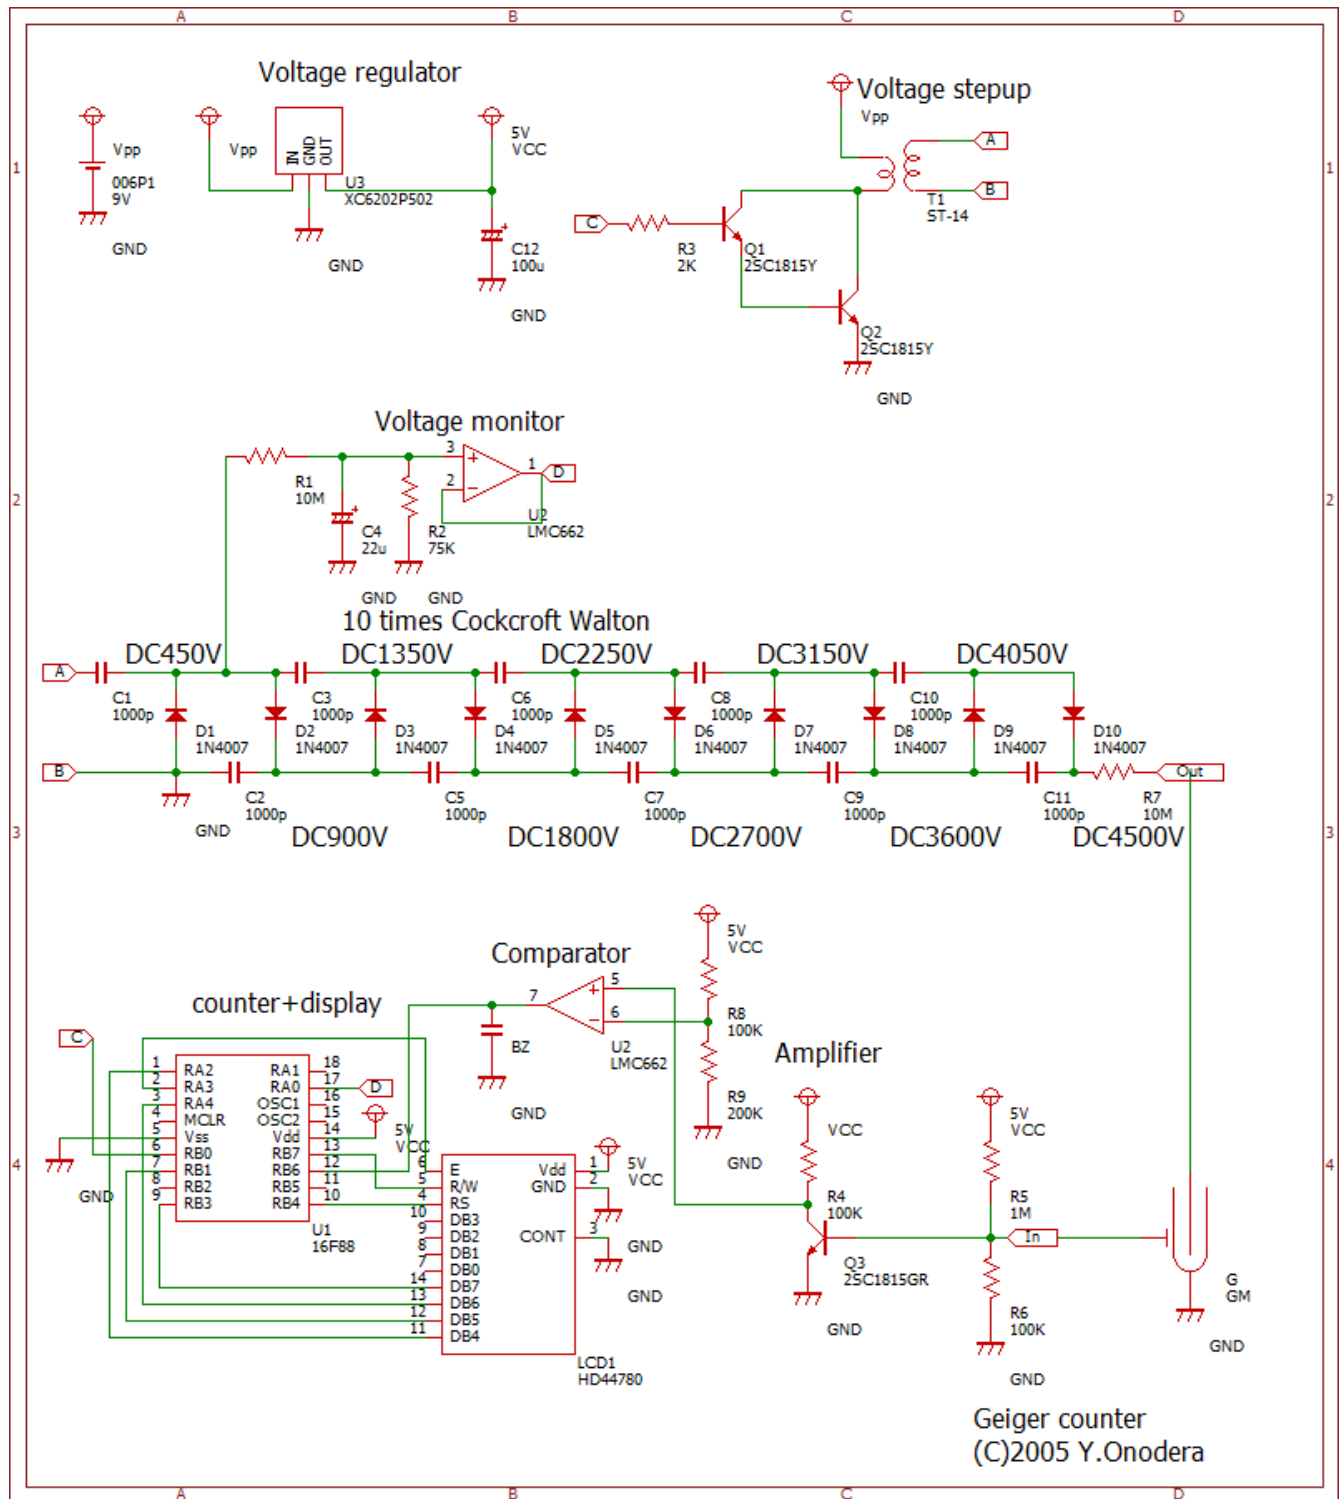 A B C D
Voltage regulator
Voltage stepup
Vpp
006P1
9V
GND
Vpp
IN
GND
OUT
U3
XC6202P502
GND
5V
VCC
C12
100u
GND
Vpp
A
B
T1
ST-14
C
R3
2K
Q1
2SC1815Y
Q2
2SC1815Y
GND
1
1
Voltage monitor
R1
10M
C4
22u
GND
R2
75K
GND
3
2
1
D
U2
LMC662
2
2
10 times Cockcroft Walton
DC450V DC1350V DC2250V DC3150V DC4050V
A
C1
1000p
C3
1000p
C6
1000p
C8
1000p
C10
1000p
D1
1N4007
D2
1N4007
D3
1N4007
D4
1N4007
D5
1N4007
D6
1N4007
D7
1N4007
D8
1N4007
D9
1N4007
D10
1N4007
B
Out
GND
C2
1000p
C5
1000p
C7
1000p
C9
1000p
C11
1000p
R7
10M
DC900V DC1800V DC2700V DC3600V DC4500V
3
3
Comparator
5
6
7
U2
LMC662
BZ
GND
5V
VCC
R8
100K
R9
200K
GND
Amplifier
VCC
R4
100K
Q3
2SC1815GR
GND
5V
VCC
R5
1M
In
R6
100K
GND
G
GM
GND
counter+display
C
1 RA2 RA1 18
2 RA3 RA0 17
D
3 RA4 OSC1 16
4 MCLR OSC2 15
5 Vss Vdd 14
6 RB0 RB7 13
7 RB1 RB6 12
8 RB2 RB5 11
9 RB3 RB4 10
U1
16F88
GND
5V
VCC
6 E Vdd 1
5 R/W GND 2
4 RS
10 DB3
9 DB2 CONT 3
8 DB1
7 DB0
14 DB7
13 DB6
12 DB5
11 DB4
5V
VCC
GND
GND
LCD1
HD44780
4
4
Geiger counter
(C)2005 Y.Onodera
A B C D